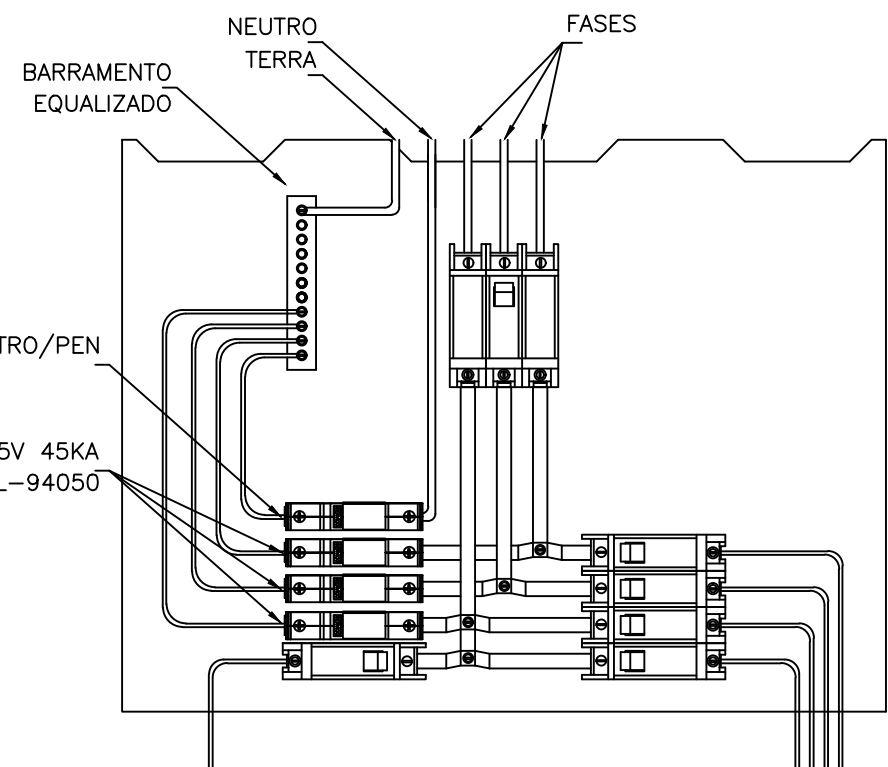 NEUTRO
TERRA
FASES
BARRAMENTO
EQUALIZADO
TRO/PEN
5V 45KA
L-94050